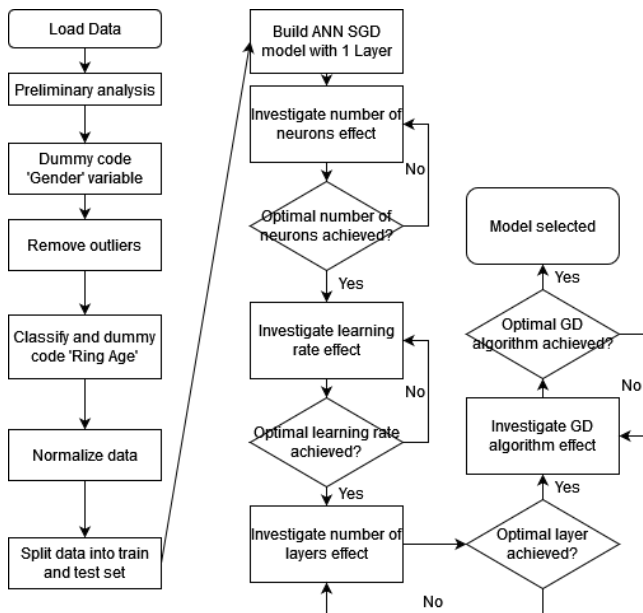 Load Data
Preliminary analysis
Dummy code
'Gender' variable
Remove outliers
Classify and dummy
code 'Ring Age'
Normalize data
Split data into train
and test set
Build ANN SGD
model with 1 Layer
Investigate number of
neurons effect
No
Optimal number of
neurons achieved?
Yes
Investigate learning
rate effect
No
Optimal learning rate
achieved?
Yes
Investigate number of
layers effect
No
Optimal layer
achieved?
Yes
Investigate GD
algorithm effect
No
Optimal GD
algorithm achieved?
Yes
Model selected